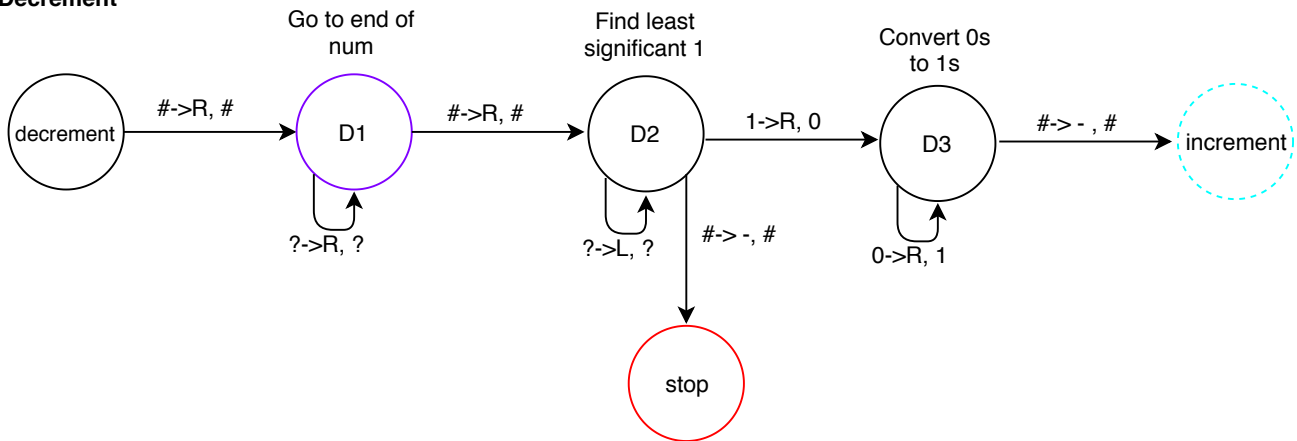 Decrement
Go to end of
num
Find least
significant 1
Convert 0s
to 1s
decrement
#->R, #
D1
#->R, #
D2
1->R, 0
D3
#-> - , #
increment
?->R, ?
?->L, ?
#-> -, #
0->R, 1
stop